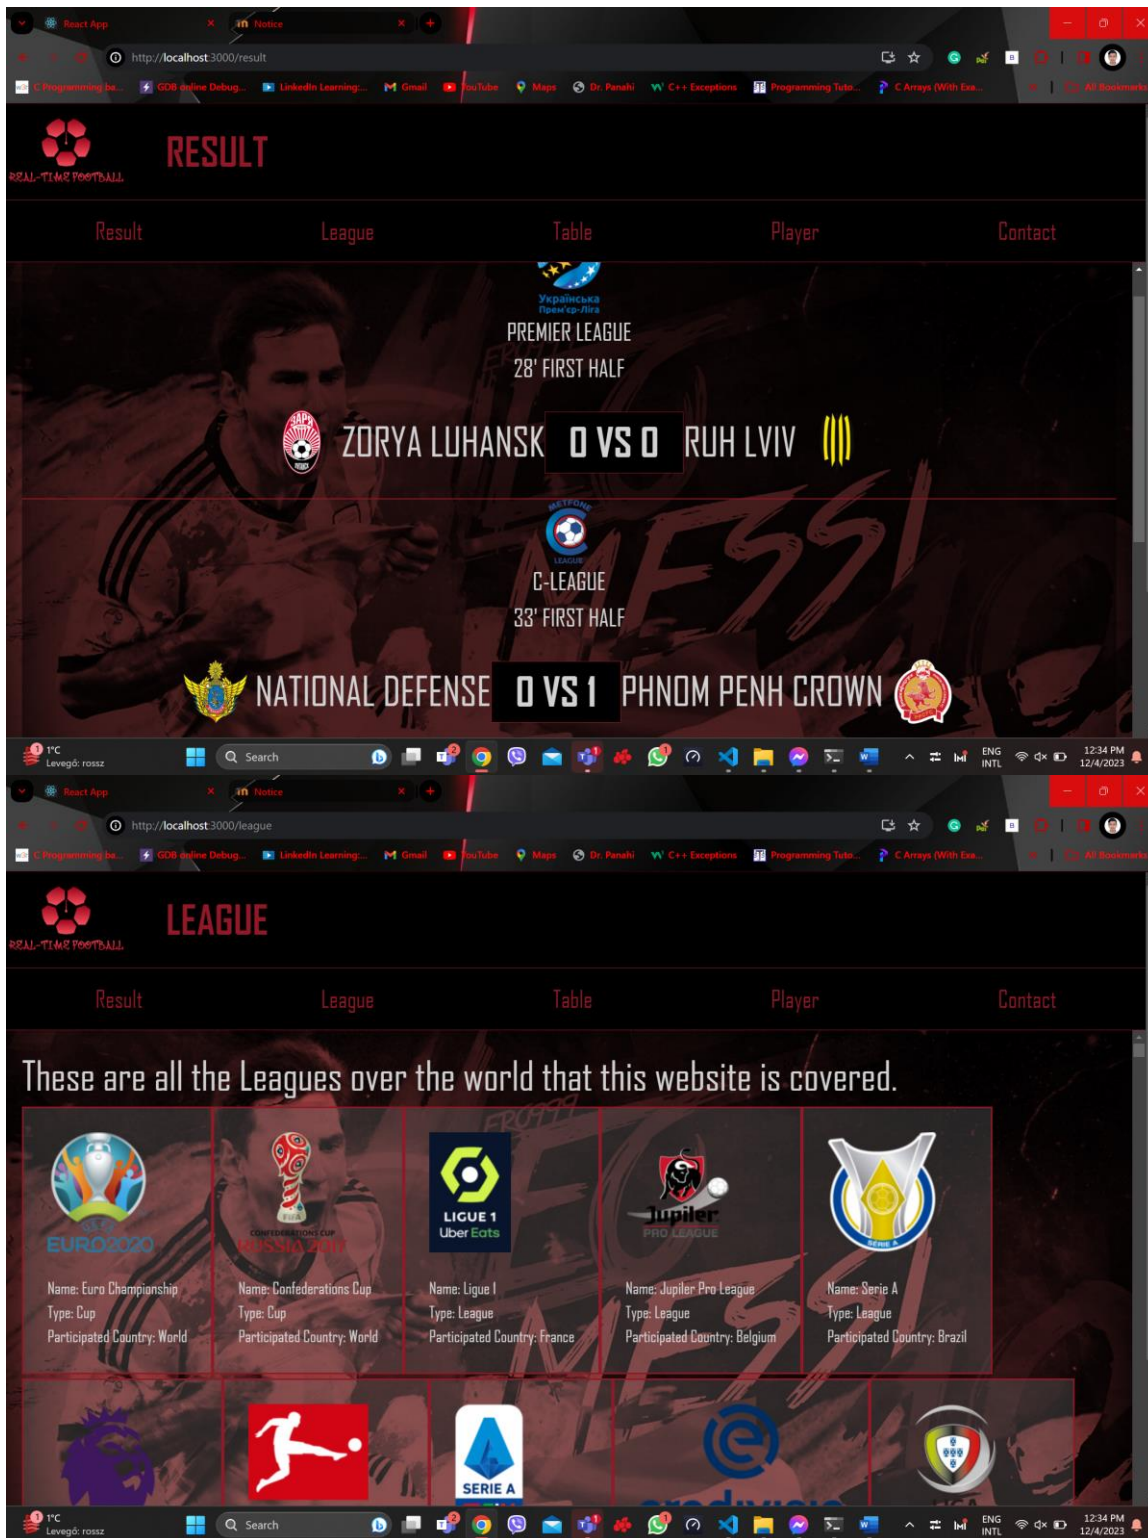 React App
Notice
http://localhost:3000/result
C Programming be...
GDB online Debug...
LinkedIn Learning:...
Gmail
YouTube
Maps
Dr. Panahi
C++ Exceptions
Programming Tuto...
C Arrays (With Exa...
All Bookmarks
REAL-TIME FOOTBALL
RESULT
Result
League
Table
Player
Contact
Українська
Прем'єр-Ліга
PREMIER LEAGUE
28' FIRST HALF
ZORYA LUHANSK 0 VS 0 RUH LVIV
METFONE
LEAGUE
C-LEAGUE
33' FIRST HALF
NATIONAL DEFENSE 0 VS 1 PHNOM PENH CROWN
MESSI
1°C
Levegő: rossz
Search
ENG
INTL
12:34 PM
12/4/2023
React App
Notice
http://localhost:3000/league
C Programming be...
GDB online Debug...
LinkedIn Learning:...
Gmail
YouTube
Maps
Dr. Panahi
C++ Exceptions
Programming Tuto...
C Arrays (With Exa...
All Bookmarks
REAL-TIME FOOTBALL
LEAGUE
Result
League
Table
Player
Contact
These are all the Leagues over the world that this website is covered.
UEFA
EURO2020
Name: Euro Championship
Type: Cup
Participated Country: World
FIFA
CONFEDERATIONS CUP
RUSSIA 2017
Name: Confederations Cup
Type: Cup
Participated Country: World
LIGUE 1
Uber Eats
Name: Ligue 1
Type: League
Participated Country: France
Jupiler
PRO LEAGUE
Name: Jupiler Pro League
Type: League
Participated Country: Belgium
SÉRIE A
Name: Serie A
Type: League
Participated Country: Brazil
MESSI
SERIE A
eredivisie
LIGA
1°C
Levegő: rossz
Search
ENG
INTL
12:34 PM
12/4/2023